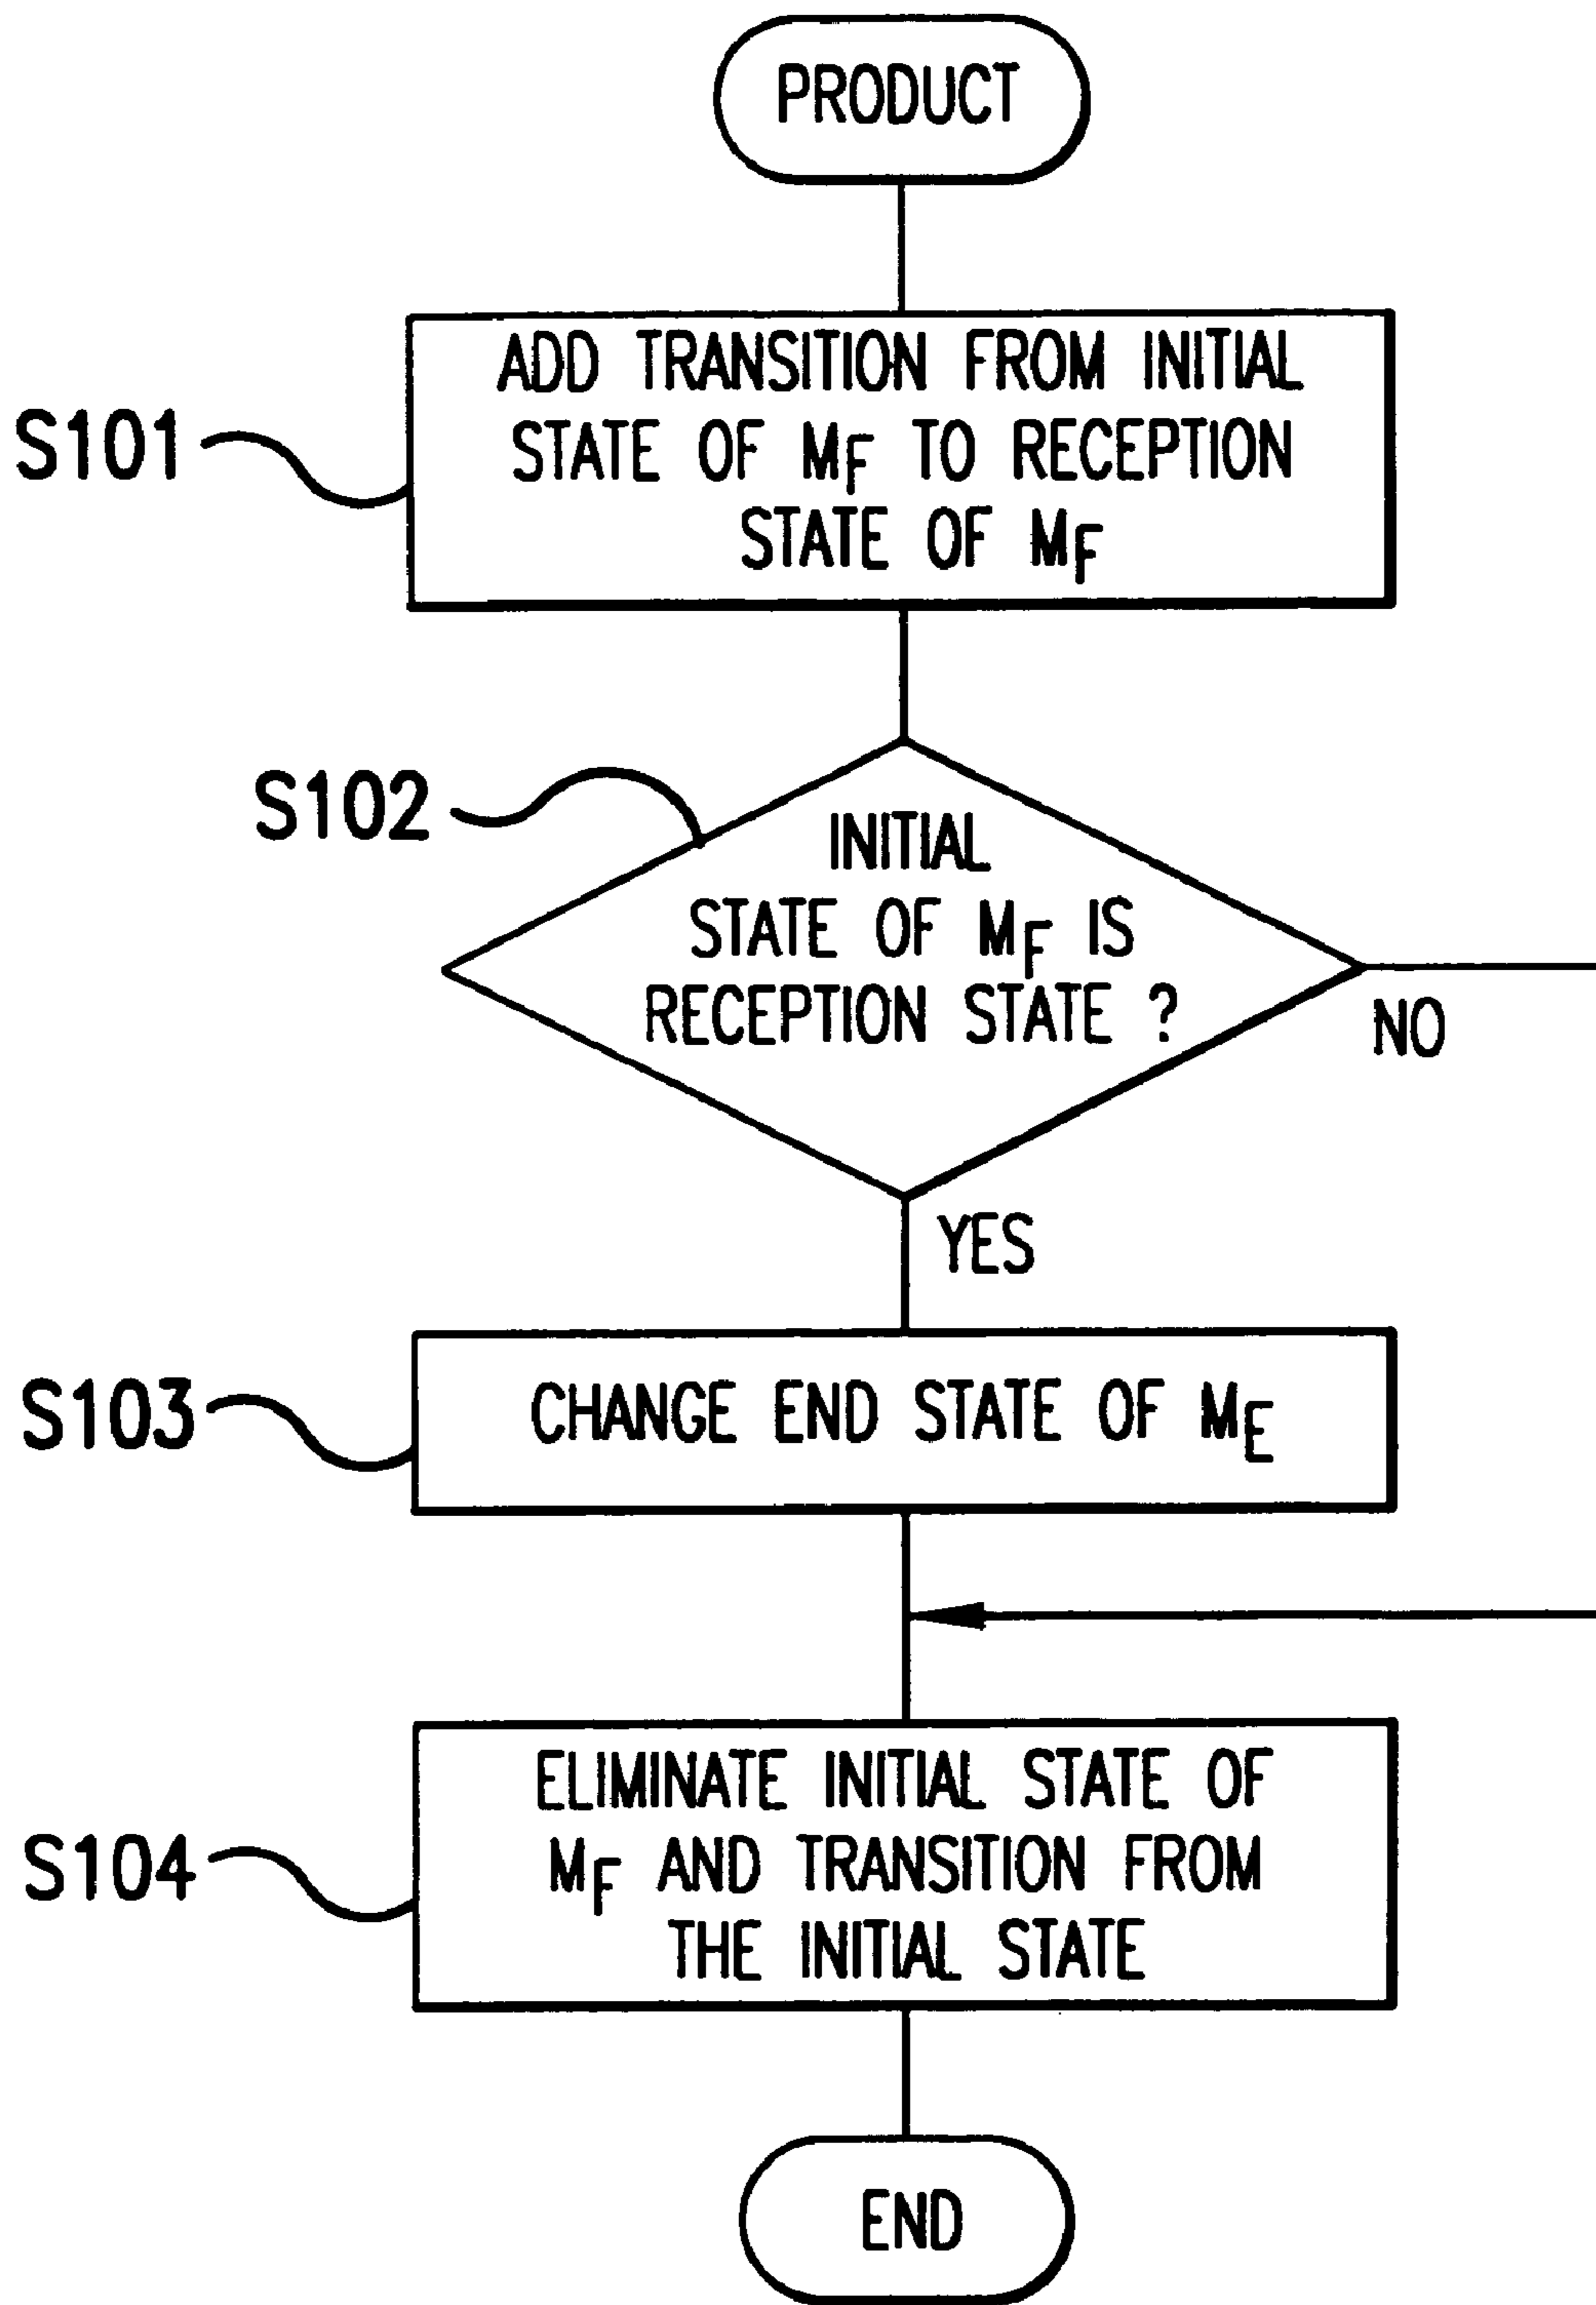 PRODUCT
S101
ADD TRANSITION FROM INITIAL
STATE OF MF TO RECEPTION
STATE OF MF
S102
INITIAL
STATE OF MF IS
RECEPTION STATE ?
NO
YES
S103
CHANGE END STATE OF ME
S104
ELIMINATE INITIAL STATE OF
MF AND TRANSITION FROM
THE INITIAL STATE
END